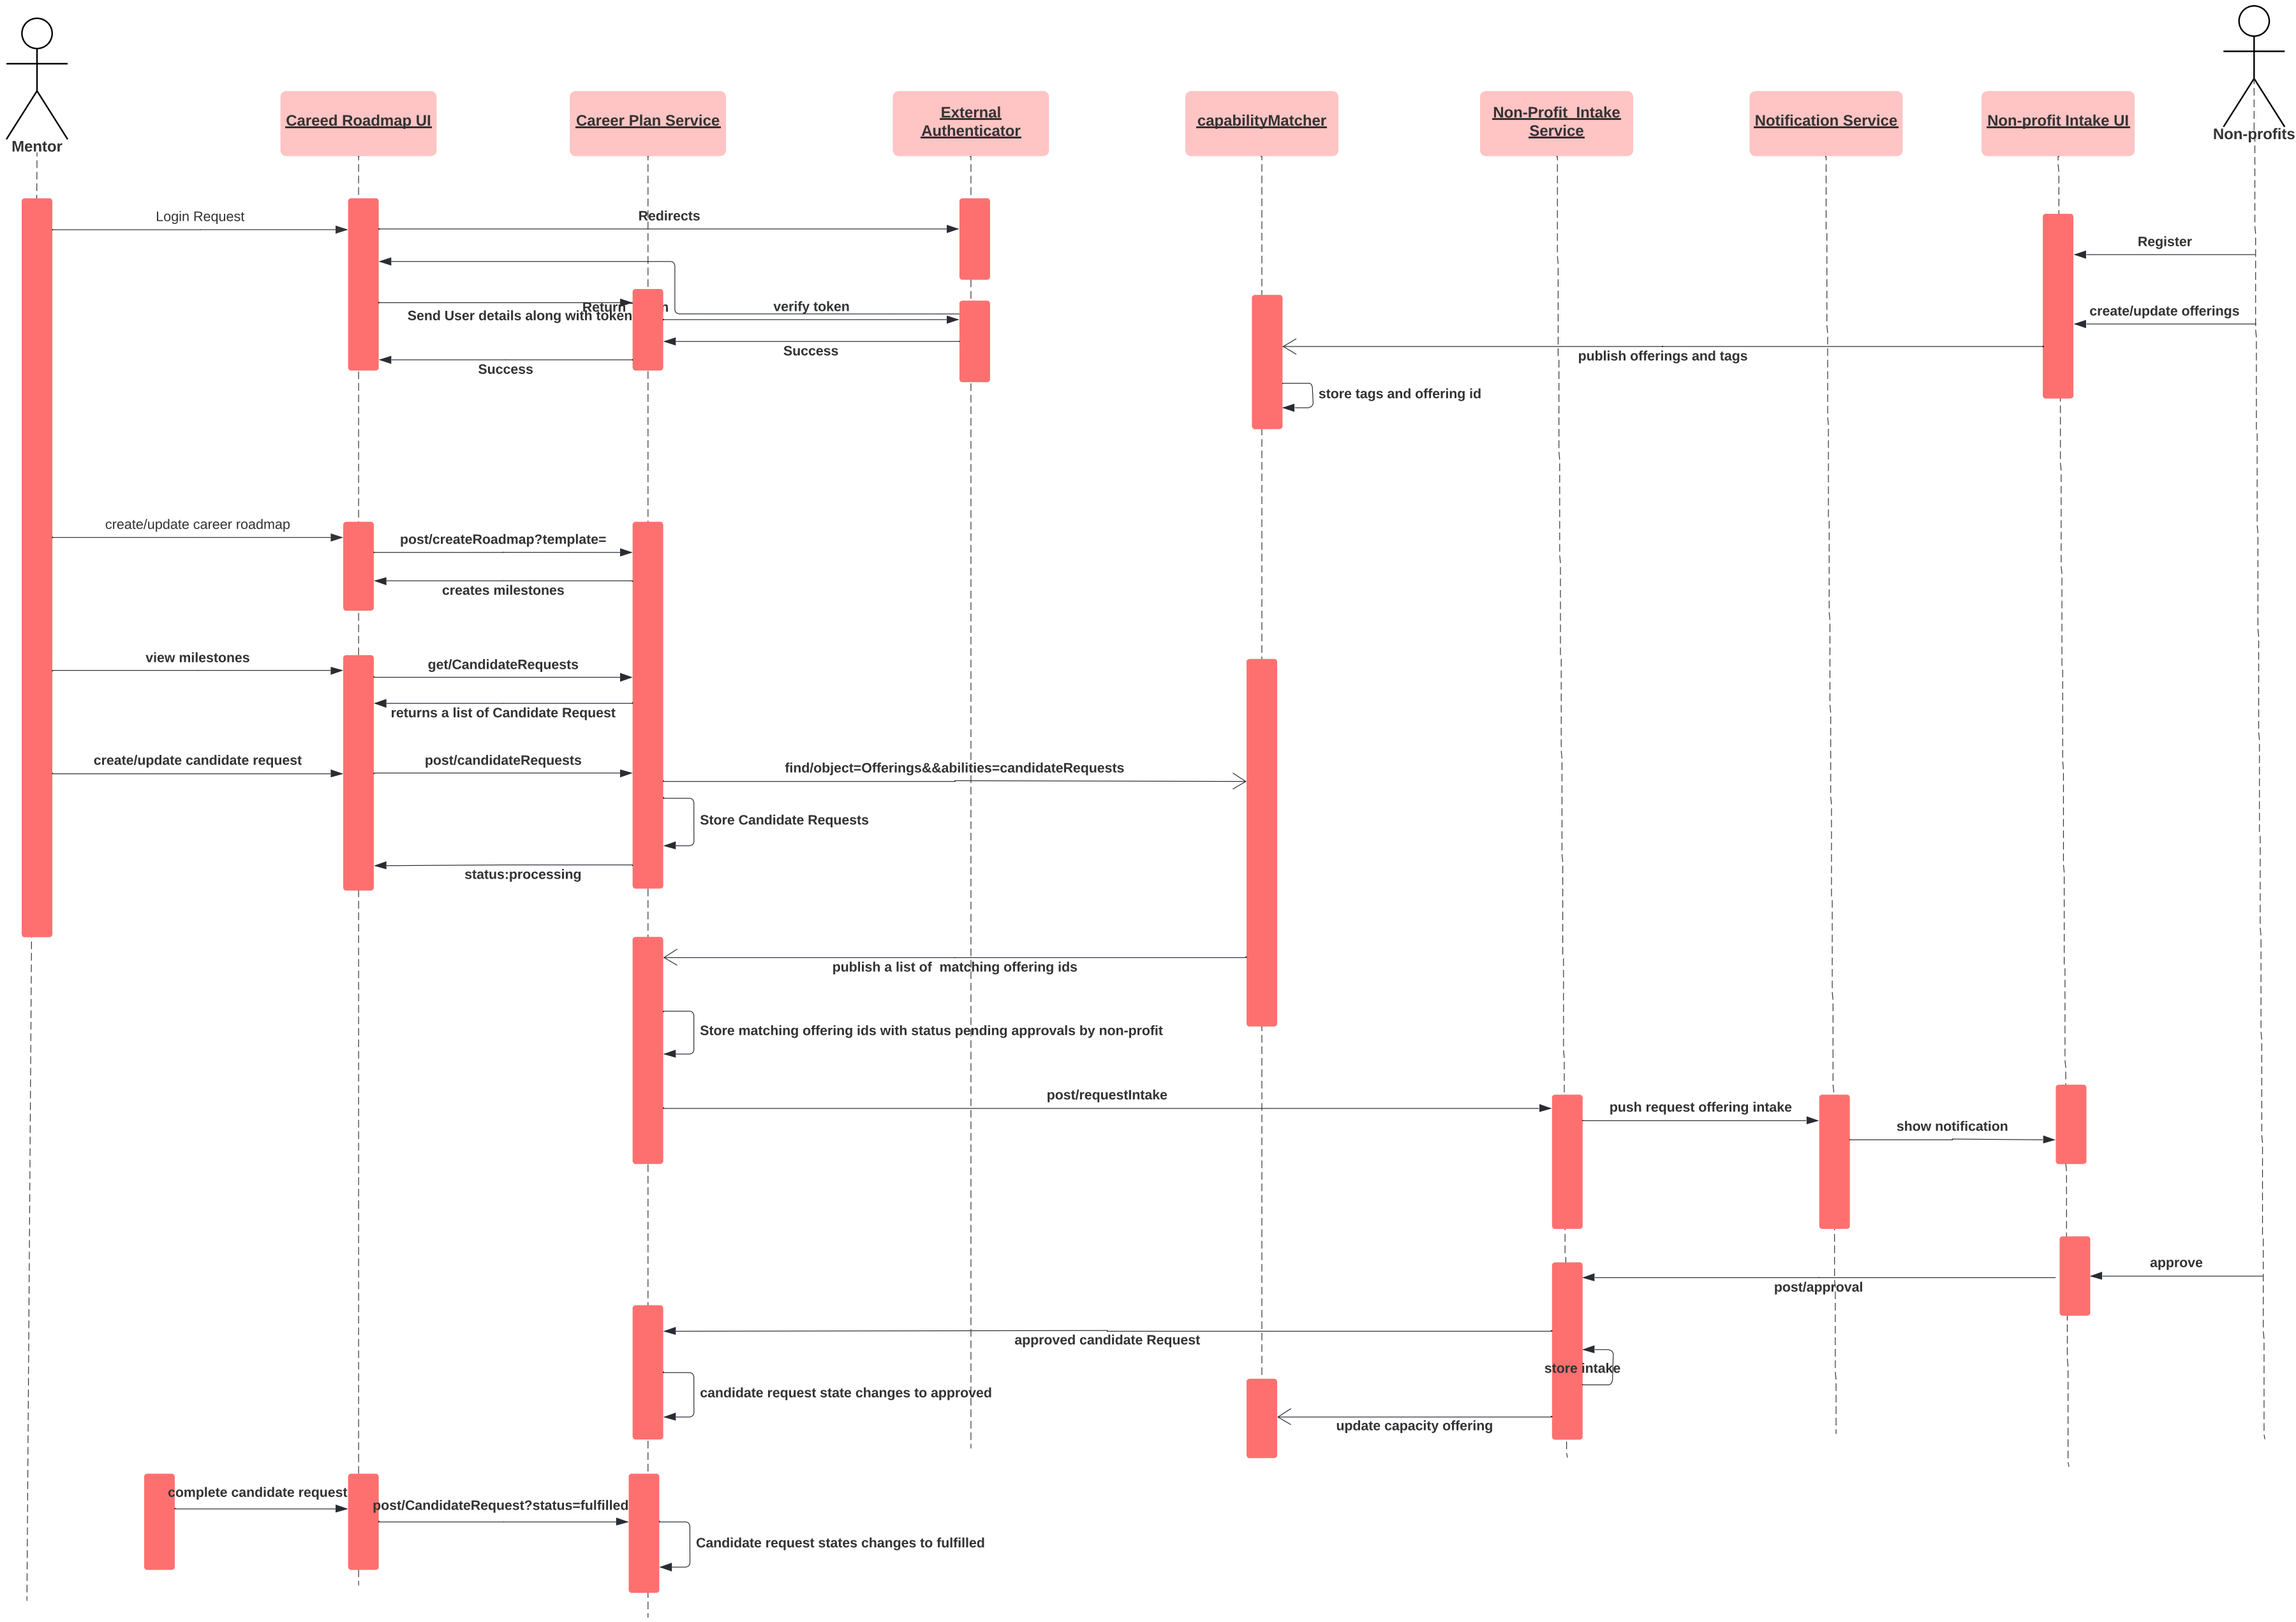 Mentor
Careed Roadmap UI
Career Plan Service
External
Authenticator
capabilityMatcher
Non-Profit Intake
Service
Notification Service
Non-profit Intake UI
Non-profits
Login Request
Redirects
Register
Return
Send User details along with token
verify token
create/update offerings
Success
publish offerings and tags
Success
store tags and offering id
create/update career roadmap
post/createRoadmap?template=
creates milestones
view milestones
get/CandidateRequests
returns a list of Candidate Request
create/update candidate request
post/candidateRequests
find/object=Offerings&&abilities=candidateRequests
Store Candidate Requests
status:processing
publish a list of matching offering ids
Store matching offering ids with status pending approvals by non-profit
post/requestIntake
push request offering intake
show notification
approve
post/approval
approved candidate Request
store intake
candidate request state changes to approved
update capacity offering
complete candidate request
post/CandidateRequest?status=fulfilled
Candidate request states changes to fulfilled